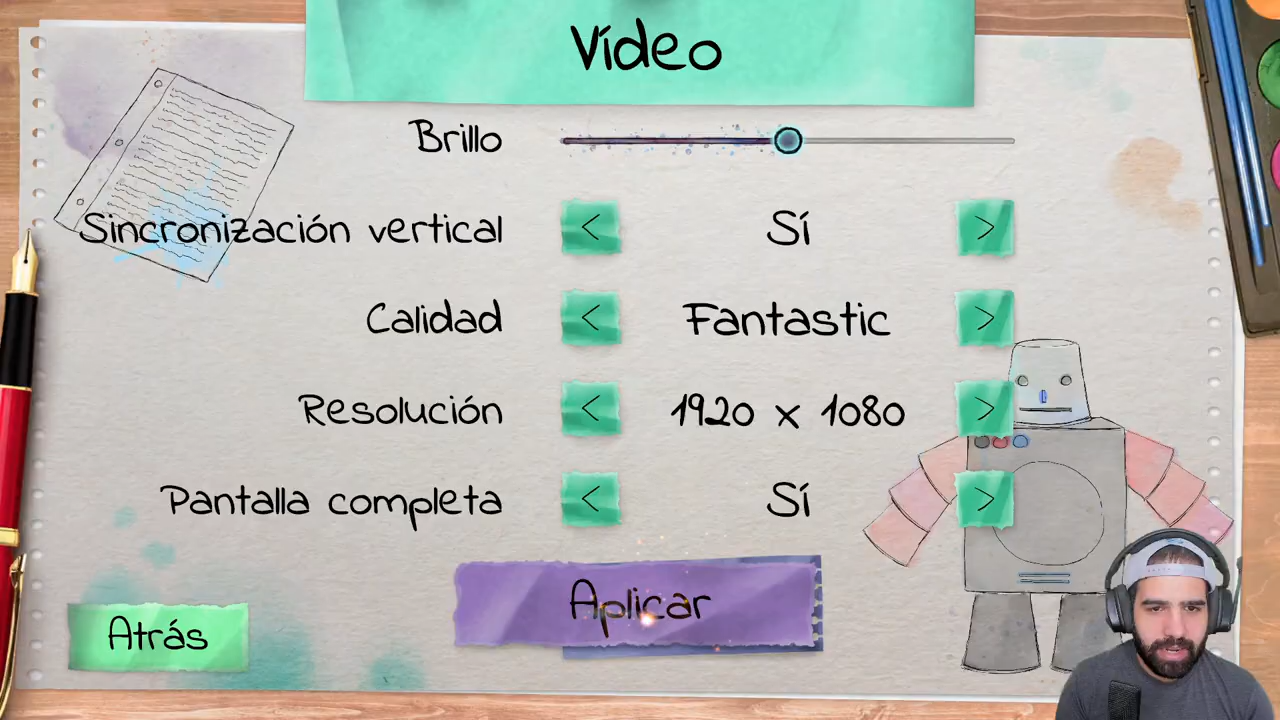 Vídeo
Brillo
Sincronización vertical < Sí >
Calidad < Fantastic >
Resolución < 1920 x 1080 >
Pantalla completa < Sí >
Aplicar
Atrás